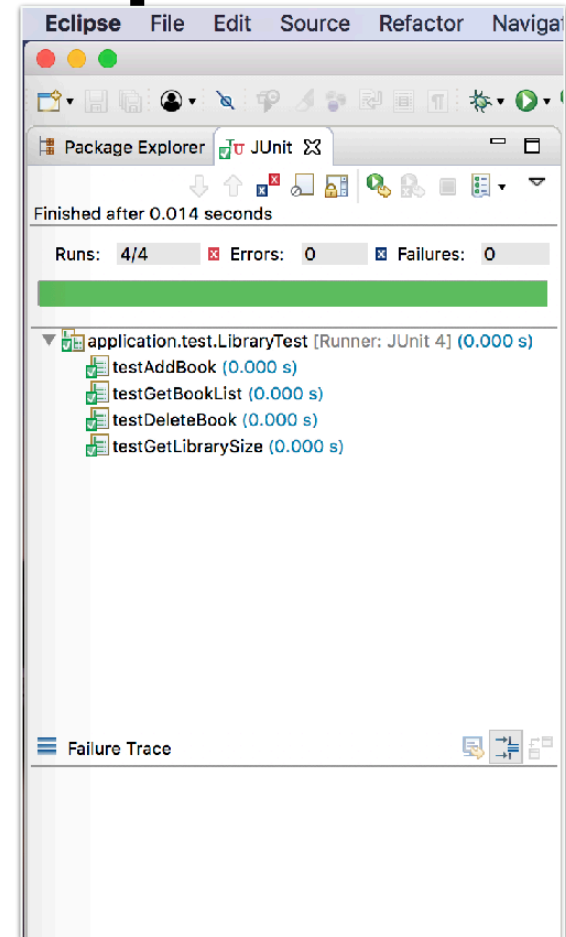 Eclipse File Edit Source Refactor
Package Explorer JUnit
Finished after 0.014 seconds
Runs: 4/4 Errors: 0 Failures: 0
application.test.LibraryTest [Runner: JUnit 4] (0.000 s)
testAddBook (0.000 s)
testGetBookList (0.000 s)
testDeleteBook (0.000 s)
testGetLibrarySize (0.000 s)
Failure Trace